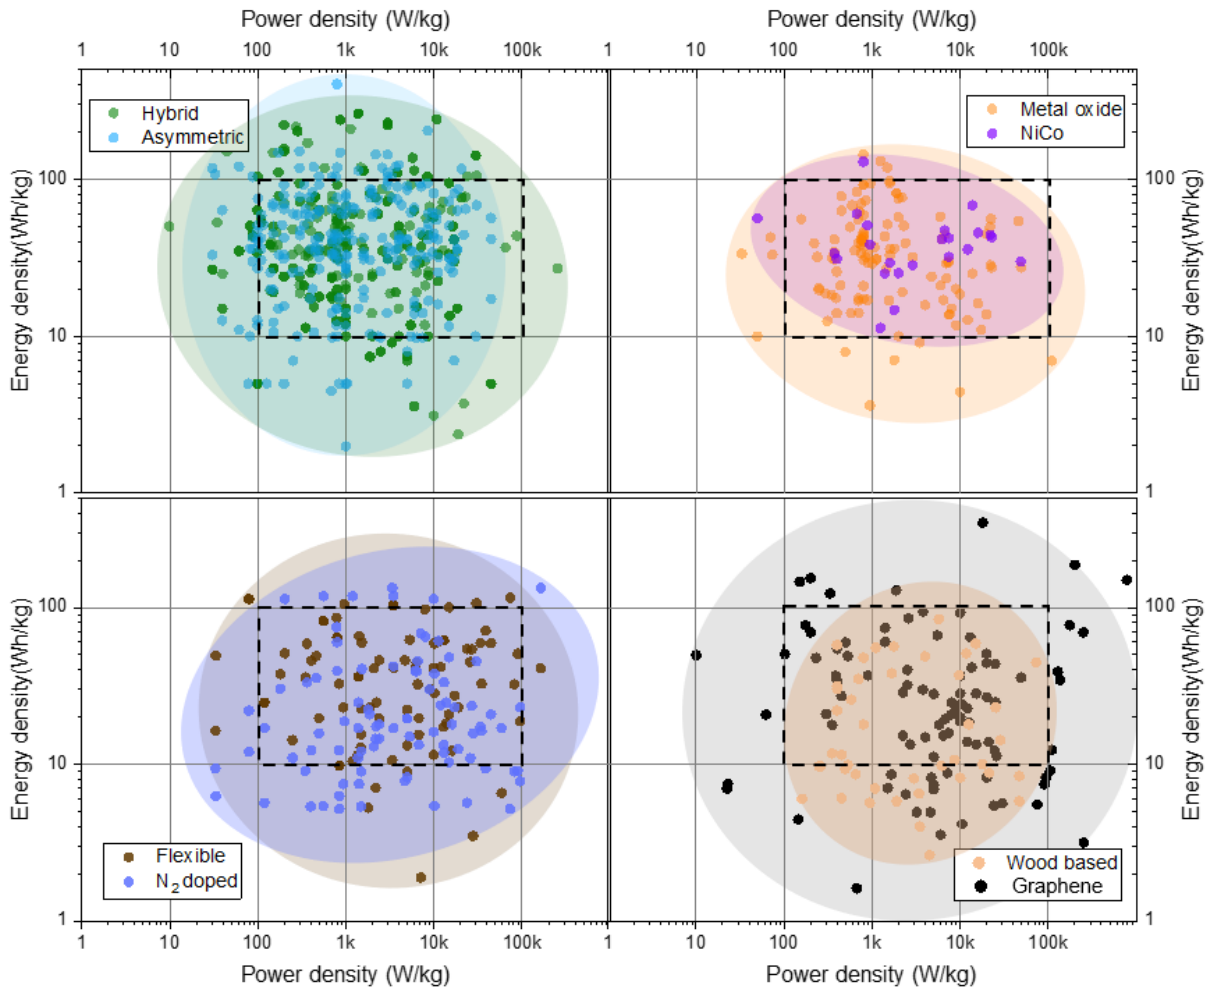 Power density (W/kg) Power density (W/kg)
1 10 100 1k 10k 100k 1 10 100 1k 10k 100k
Hybrid
Asymmetric
Metal oxide
NiCo
100 100
10 10
1 1
Energy density(Wh/kg)
Energy density(Wh/kg)
100 100
10 10
1 1
Energy density(Wh/kg)
Energy density(Wh/kg)
Flexible
N₂doped
Wood based
Graphene
1 10 100 1k 10k 100k 1 10 100 1k 10k 100k
Power density (W/kg) Power density (W/kg)